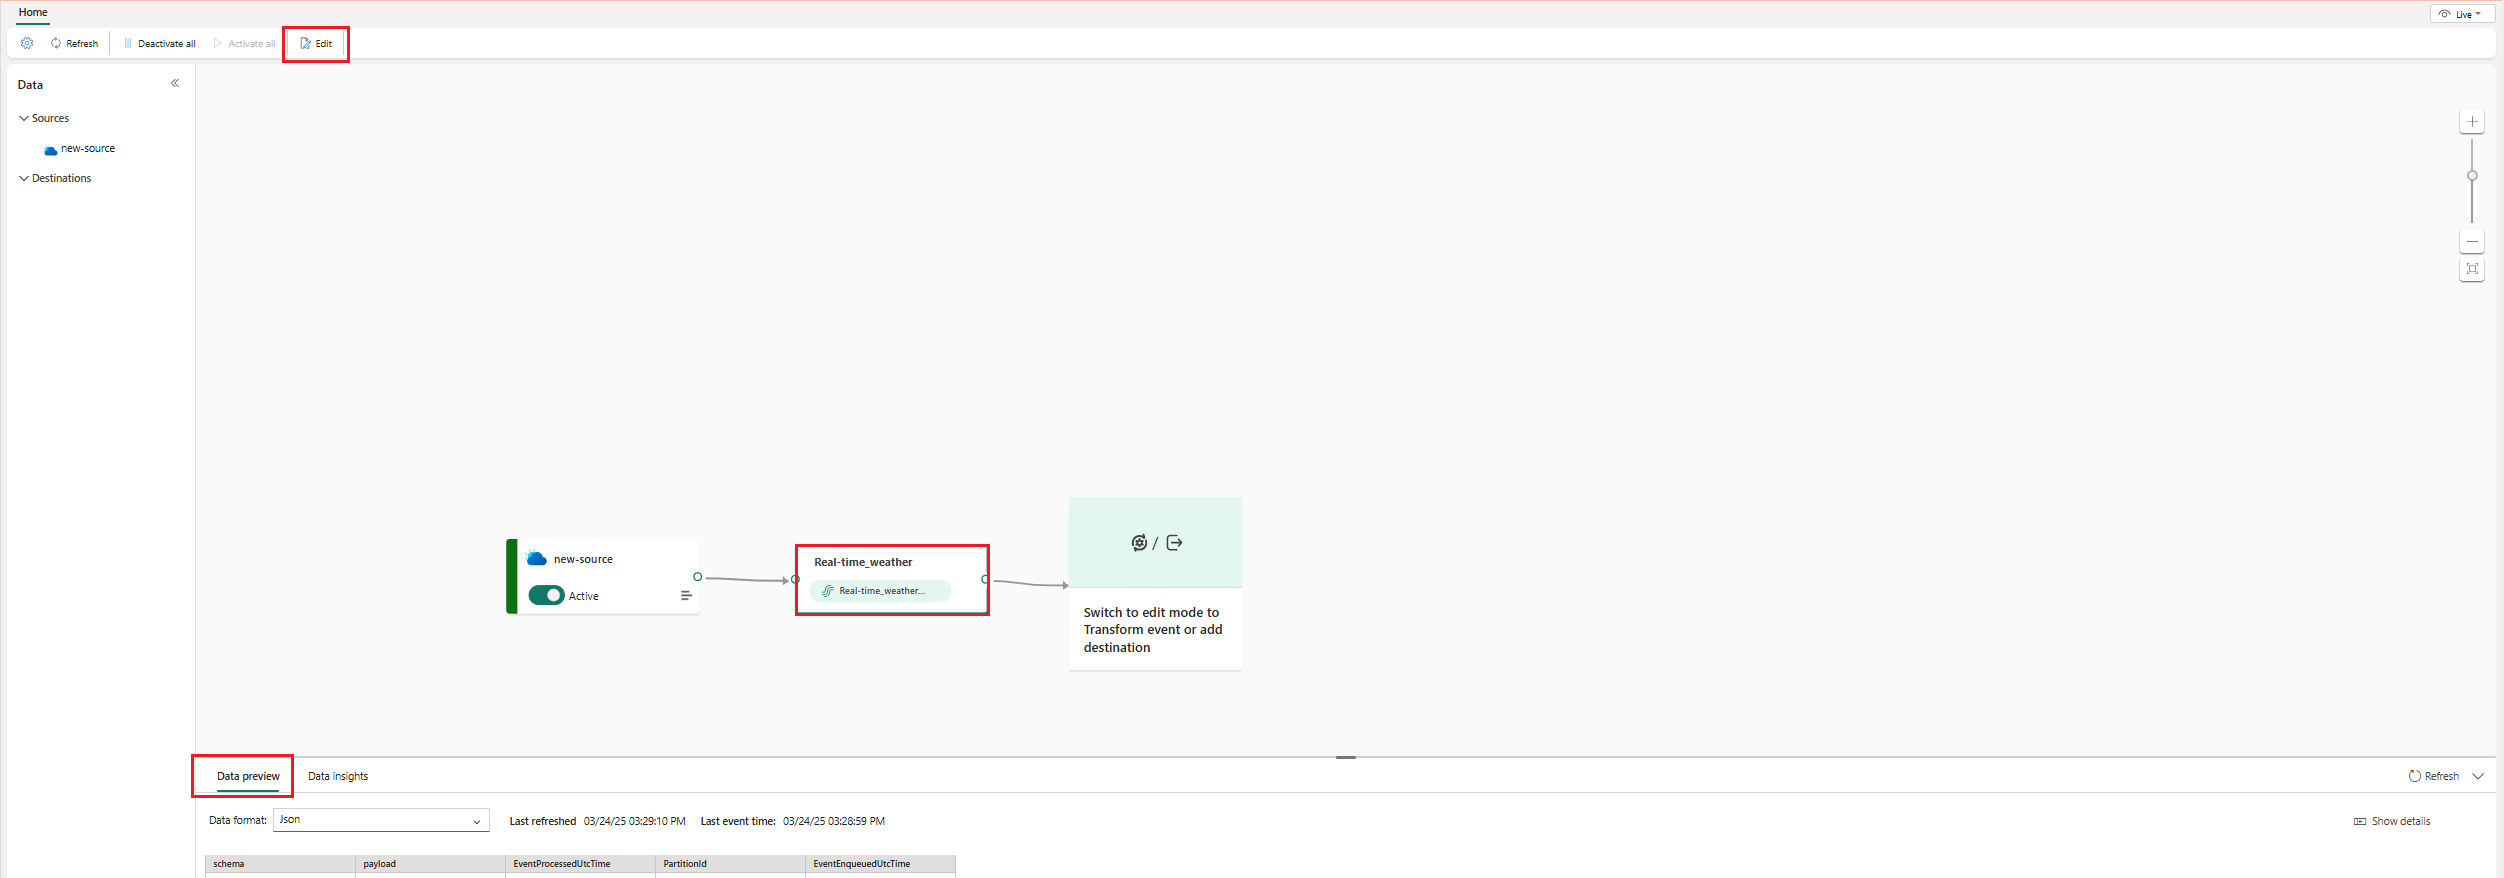 Home
Live
Refresh
Deactivate all
Activate all
Edit
Data
Sources
new-source
Destinations
new-source
Active
Real-time_weather
Real-time_weather...
/
Switch to edit mode to
Transform event or add
destination
Data preview
Data insights
Refresh
Data format:
Json
Last refreshed 03/24/25 03:29:10 PM
Last event time: 03/24/25 03:28:59 PM
Show details
schema
payload
EventProcessedUtcTime
PartitionId
EventEnqueuedUtcTime